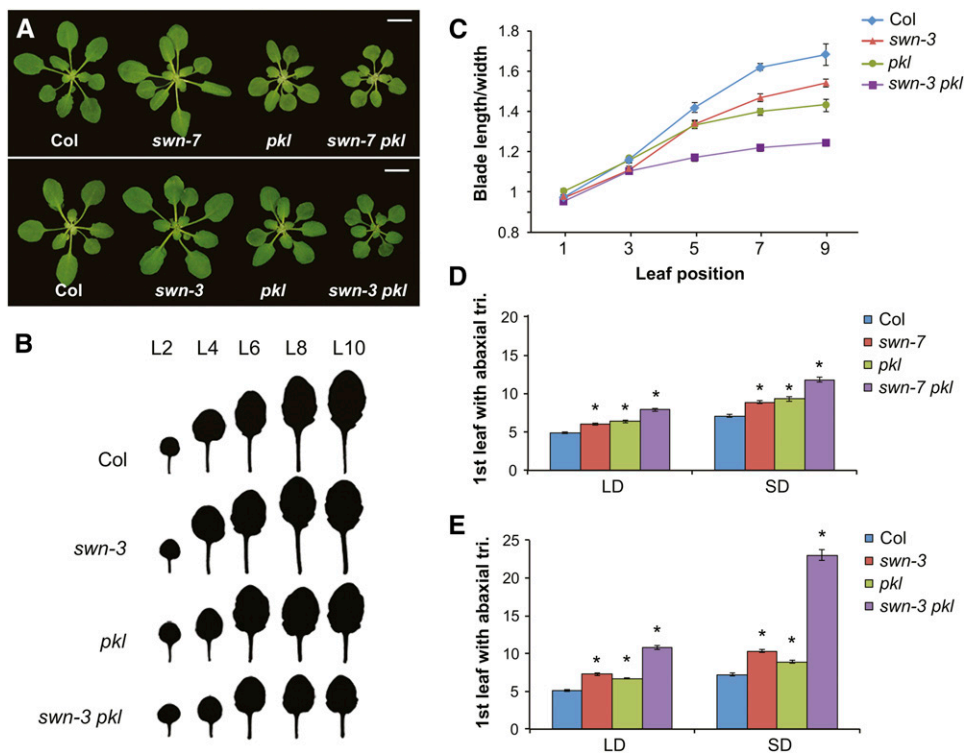 A
Col
swn-7
pkl
swn-7 pkl
Col
swn-3
pkl
swn-3 pkl
B
L2 L4 L6 L8 L10
Col
swn-3
pkl
swn-3 pkl
C
Blade length/width
1.8
1.6
1.4
1.2
1
0.8
1 3 5 7 9
Leaf position
Col
swn-3
pkl
swn-3 pkl
D
1st leaf with abaxial tri.
20
15
10
5
0
* * *
* * *
LD SD
Col
swn-7
pkl
swn-7 pkl
E
1st leaf with abaxial tri.
25
20
15
10
5
0
* * *
* * *
LD SD
Col
swn-3
pkl
swn-3 pkl